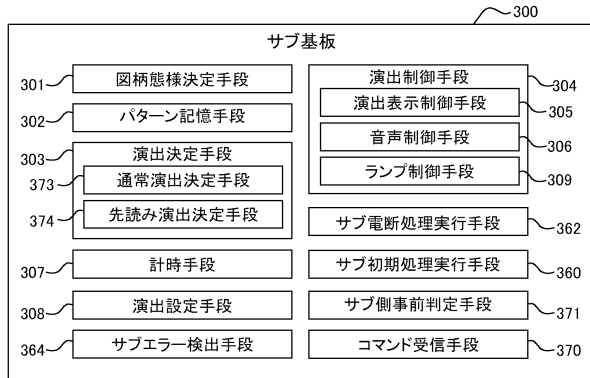 300
サブ基板
301
図柄態様決定手段
302
パターン記憶手段
303
演出決定手段
373
通常演出決定手段
374
先読み演出決定手段
307
計時手段
308
演出設定手段
364
サブエラー検出手段
演出制御手段
304
演出表示制御手段
305
音声制御手段
306
ランプ制御手段
309
サブ電断処理実行手段
362
サブ初期処理実行手段
360
サブ側事前判定手段
371
コマンド受信手段
370